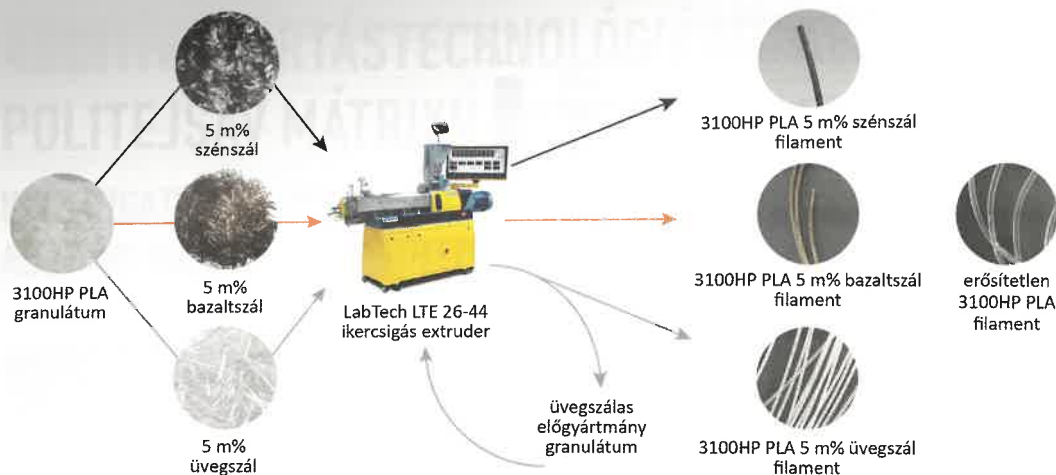 5 m%
szénszál
3100HP PLA
granulátum
5 m%
bazaltszál
5 m%
üvegszál
LabTech LTE 26-44
ikercsigás extruder
üvegszálas
előgyártmány
granulátum
3100HP PLA 5 m% szénszál
filament
3100HP PLA 5 m% bazaltszál
filament
erősítetlen
3100HP PLA
filament
3100HP PLA 5 m% üvegszál
filament